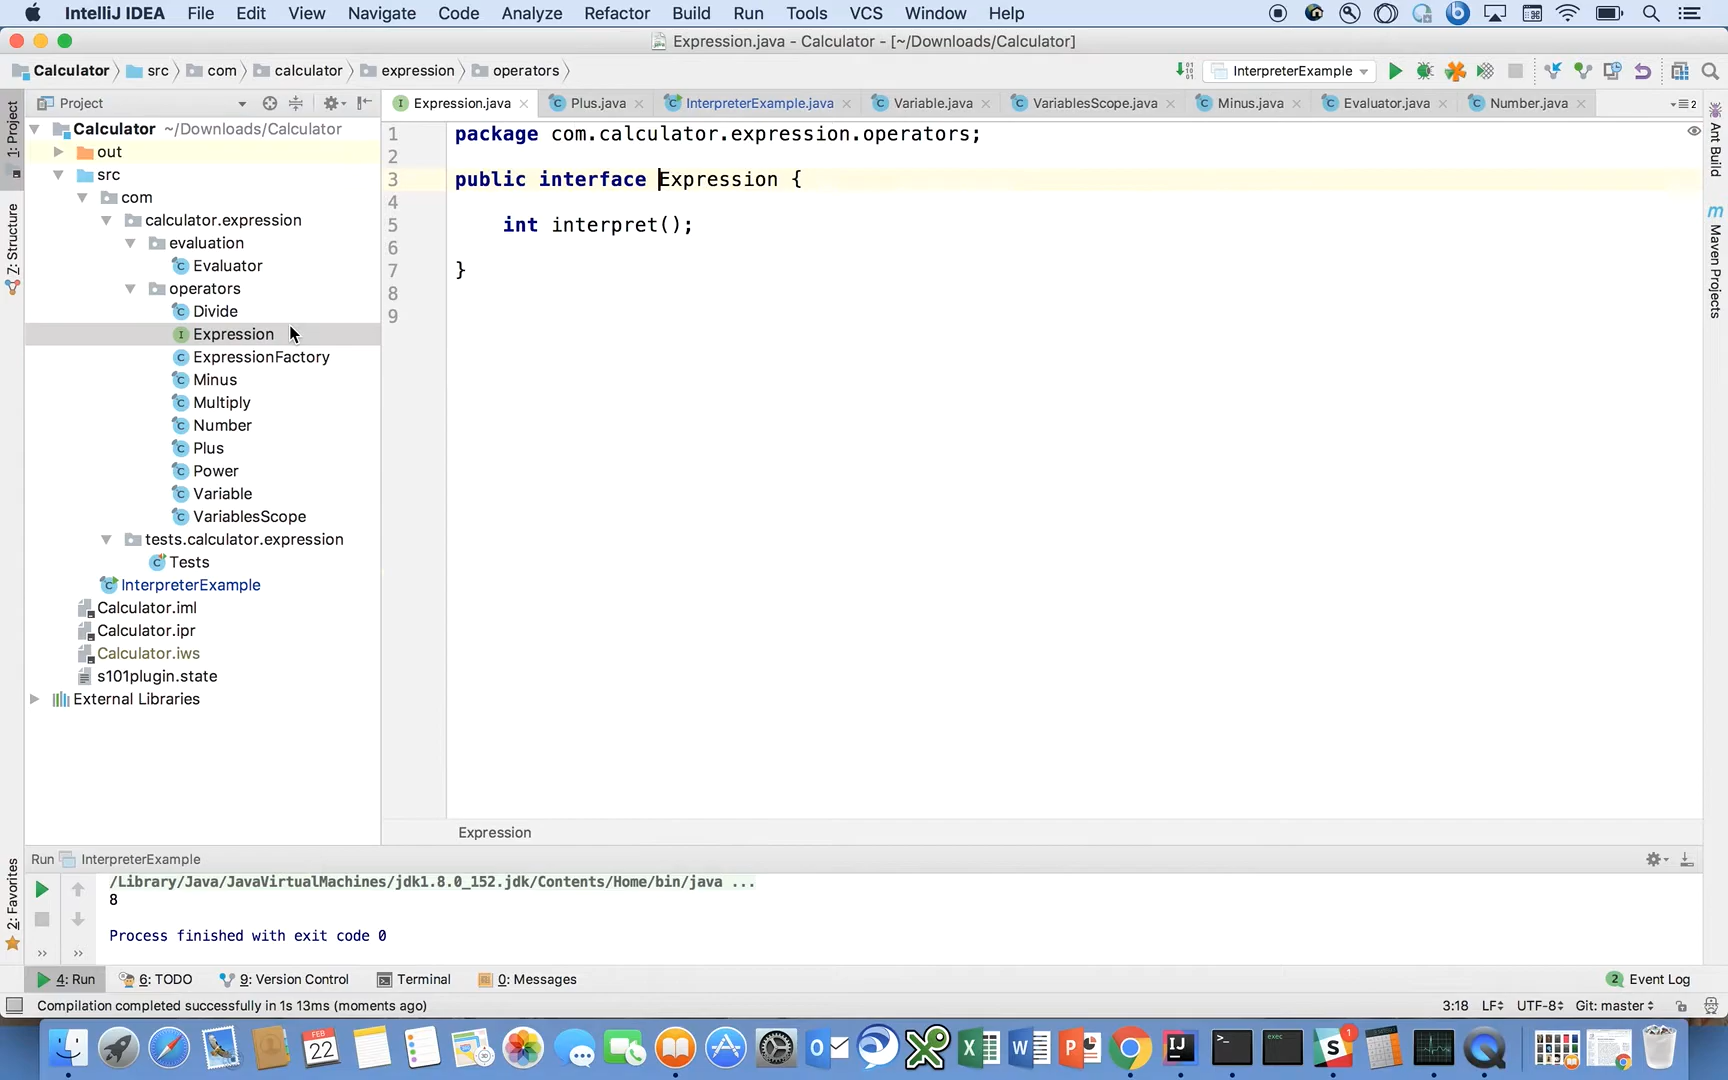 IntelliJ IDEA File Edit View Navigate Code Analyze Refactor Build Run Tools VCS Window Help
Expression.java - Calculator - [~/Downloads/Calculator]
Calculator src com calculator expression operators InterpreterExample
1: Project
7: Structure
2: Favorites
Project
Calculator ~/Downloads/Calculator
out
src
com
calculator.expression
evaluation
Evaluator
operators
Divide
Expression
ExpressionFactory
Minus
Multiply
Number
Plus
Power
Variable
VariablesScope
tests.calculator.expression
Tests
InterpreterExample
Calculator.iml
Calculator.ipr
Calculator.iws
s101plugin.state
External Libraries
Expression.java Plus.java InterpreterExample.java Variable.java VariablesScope.java Minus.java Evaluator.java Number.java 2
1 package com.calculator.expression.operators;
2
3 public interface Expression {
4
5 int interpret();
6
7 }
8
9
Expression
Ant Build
Maven Projects
Run InterpreterExample
/Library/Java/JavaVirtualMachines/jdk1.8.0_152.jdk/Contents/Home/bin/java ...
8
Process finished with exit code 0
4: Run 6: TODO 9: Version Control Terminal 0: Messages 2 Event Log
Compilation completed successfully in 1s 13ms (moments ago) 3:18 LF UTF-8 Git: master
FEB
22
1
exec